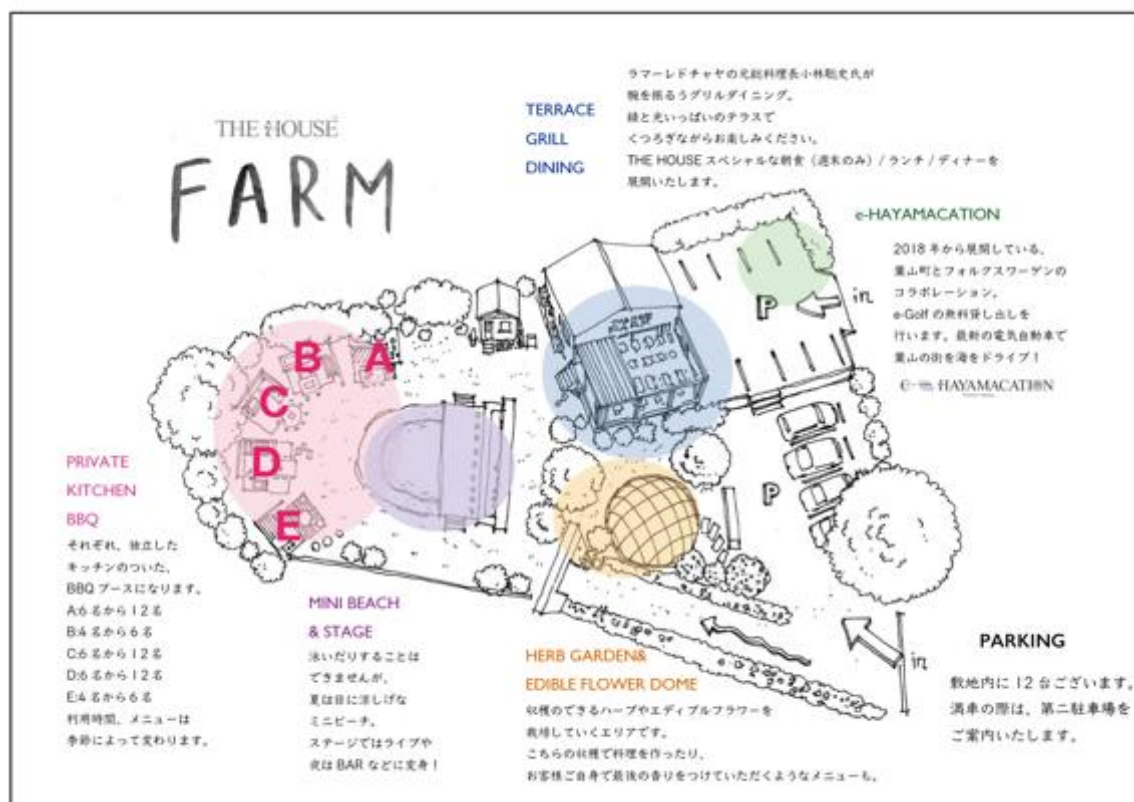 THE HOUSE
FARM
TERRACE
GRILL
DINING
ラマーレドチャヤの元総料理長小林聡史氏が
腕を振るうグリルダイニング。
緑と光いっぱいのテラスで
くつろぎながらお楽しみください。
THE HOUSE スペシャルな朝食（週末のみ）/ ランチ / ディナーを
展開いたします。
e-HAYAMACATION
2018 年から展開している、
葉山町とフォルクスワーゲンの
コラボレーション。
e-Golf の無料貸し出しを
行います。最新の電気自動車で
葉山の街を海をドライブ！
e- HAYAMACATION
P
in
A
B
C
D
E
P
in
PRIVATE
KITCHEN
BBQ
それぞれ、独立した
キッチンのついた、
BBQ ブースになります。
A:6 名から 12 名
B:4 名から 6 名
C:6 名から 12 名
D:6 名から 12 名
E:4 名から 6 名
利用時間、メニューは
季節によって変わります。
MINI BEACH
& STAGE
泳いだりすることは
できませんが、
夏は目に涼しげな
ミニビーチ。
ステージではライブや
夜は BAR などに変身！
HERB GARDEN&
EDIBLE FLOWER DOME
収穫のできるハーブやエディブルフラワーを
栽培していくエリアです。
こちらの収穫で料理を作ったり、
お客様ご自身で最後の香りをつけていただくようなメニューも。
PARKING
敷地内に 12 台ございます。
満車の際は、第二駐車場を
ご案内いたします。